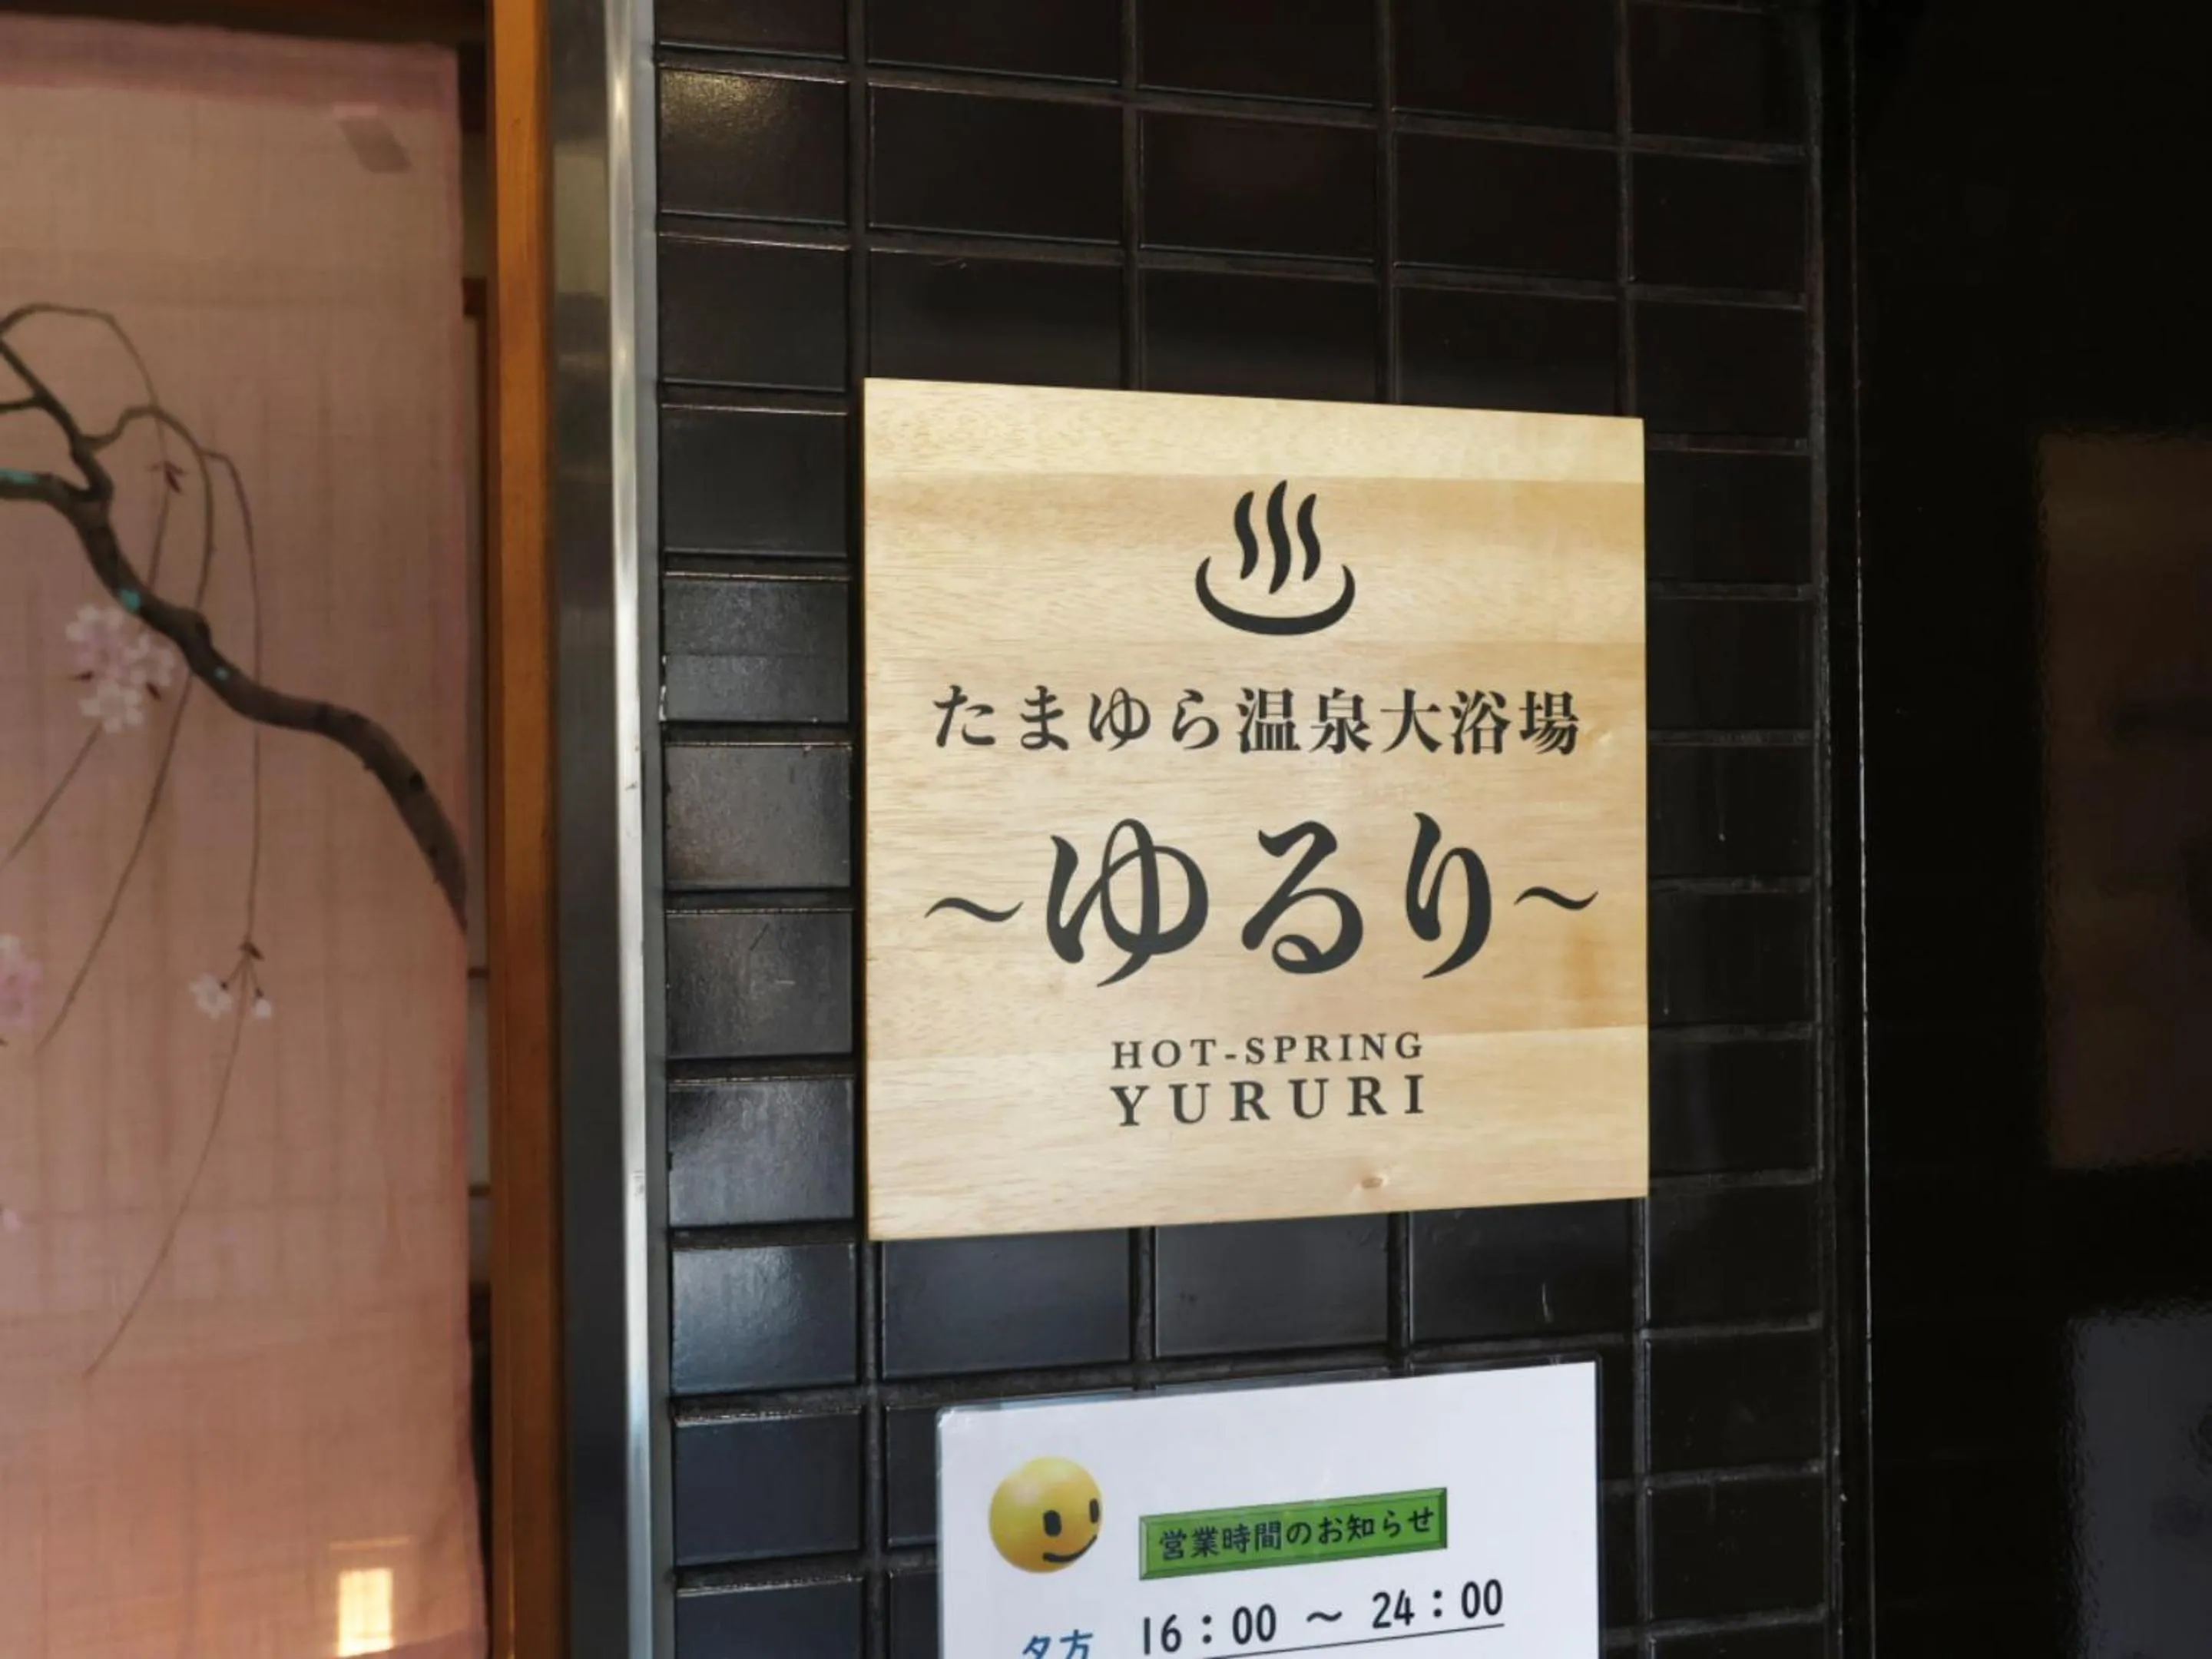 たまゆら温泉大浴場
~ゆるり~
HOT-SPRING
YURURI
営業時間のお知らせ
夕方 16:00 ~ 24:00